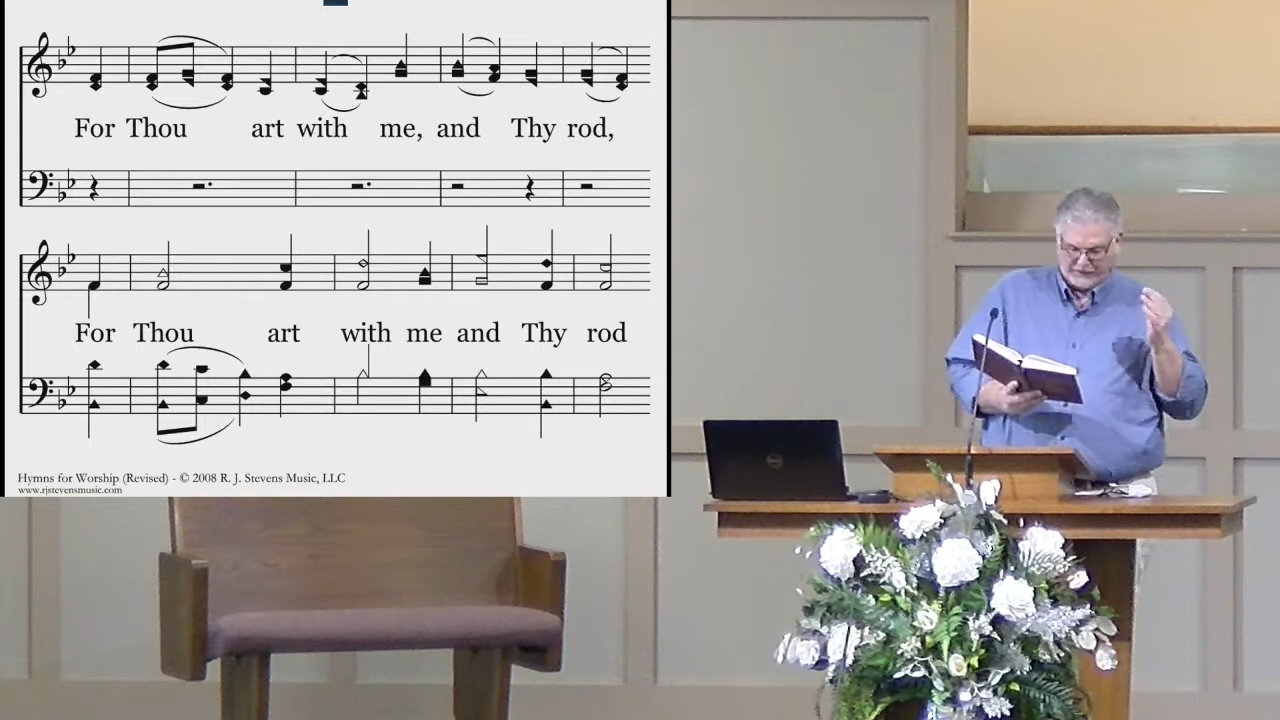 For Thou art with me, and Thy rod,
For Thou art with me and Thy rod
Hymns for Worship (Revised) - © 2008 R. J. Stevens Music, LLC
www.rjstevensmusic.com
DELL